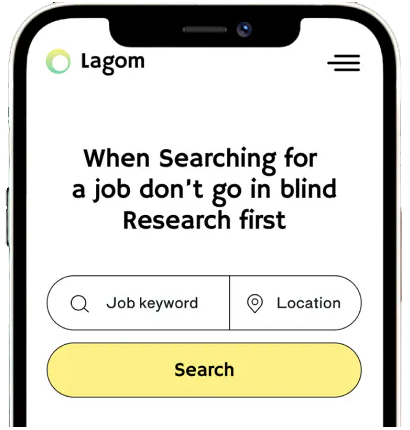 Lagom
When Searching for
a job don't go in blind
Research first
Job keyword
Location
Search